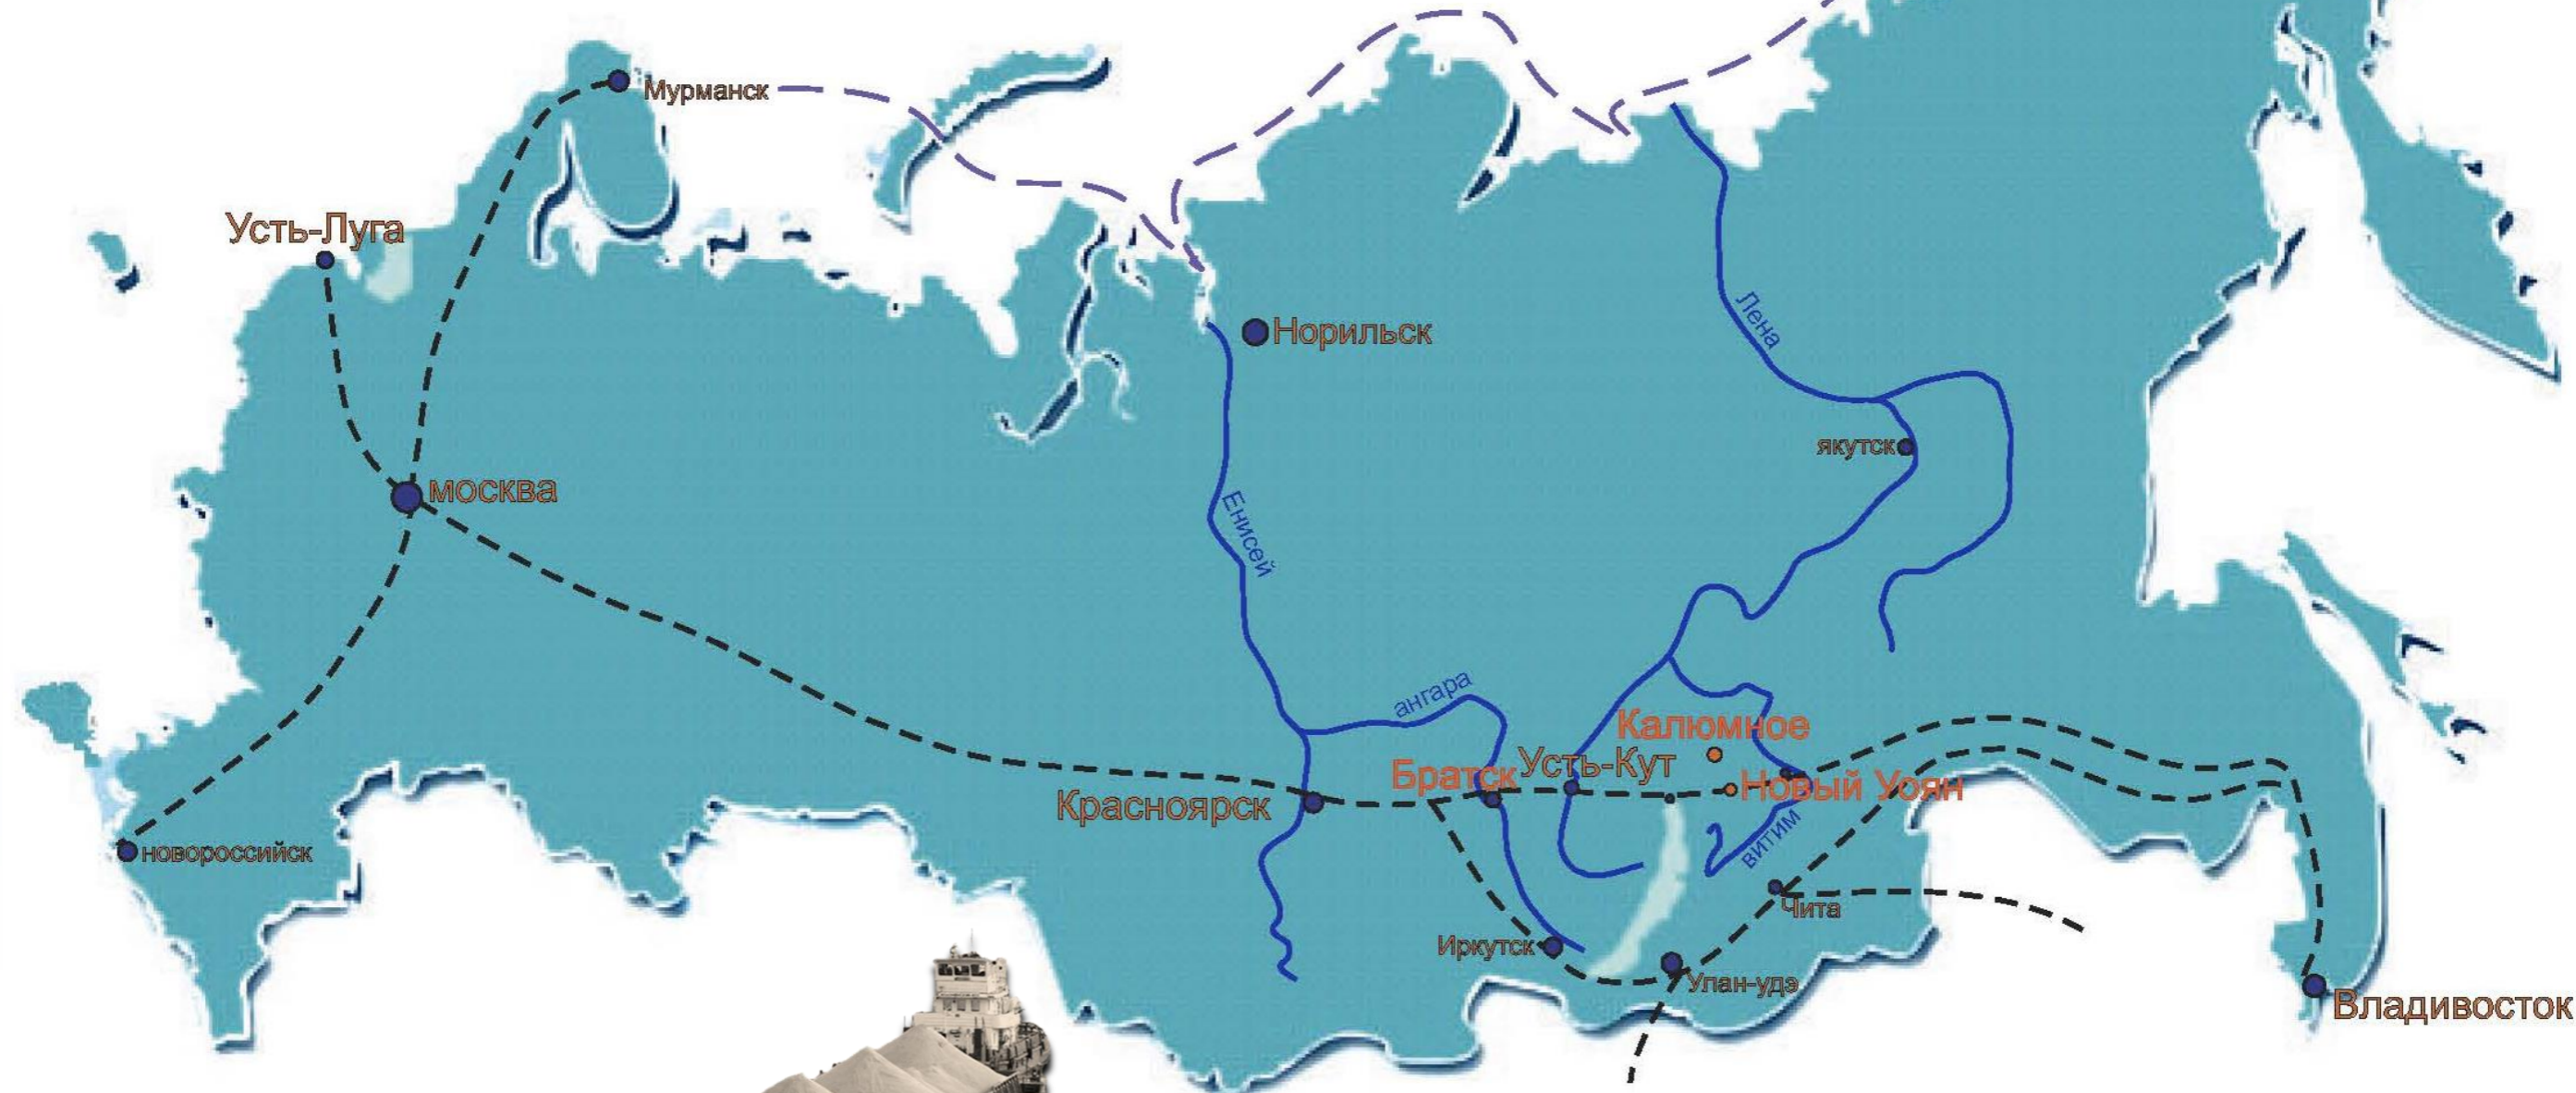 Мурманск
Усть-Луга
Норильск
Лена
якутск
москва
Енисей
ангара
Калюмное
Братск
Усть-Кут
Новый Уоян
Красноярск
витим
новороссийск
Чита
Иркутск
Улан-удэ
Владивосток